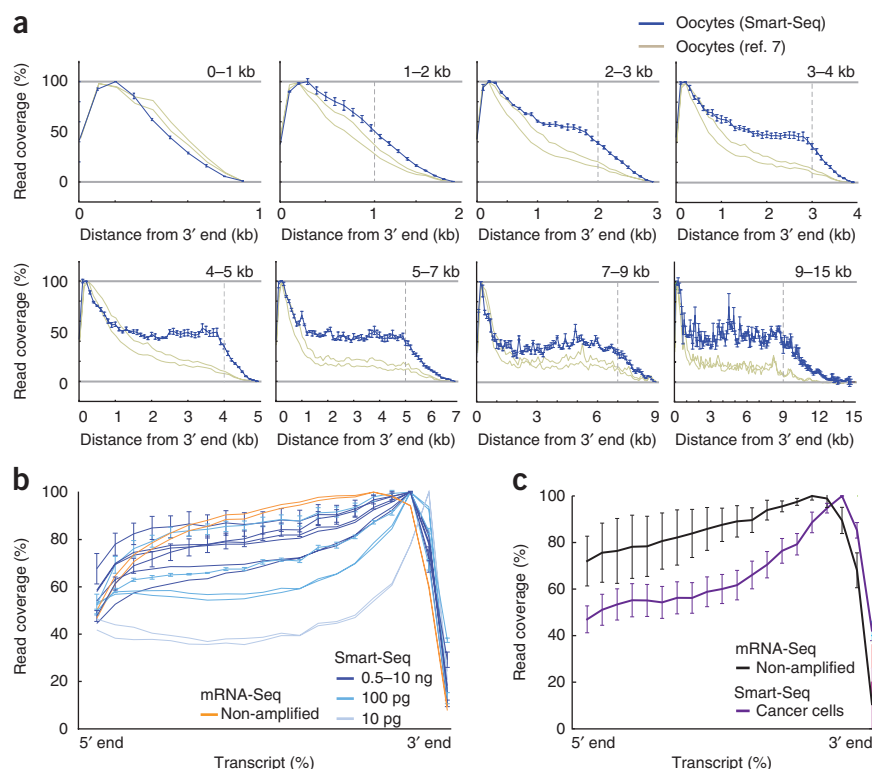 a
Oocytes (Smart-Seq)
Oocytes (ref. 7)
Read coverage (%)
100
50
0
0–1 kb
0 1
Distance from 3′ end (kb)
1–2 kb
0 1 2
Distance from 3′ end (kb)
2–3 kb
0 1 2 3
Distance from 3′ end (kb)
3–4 kb
0 1 2 3 4
Distance from 3′ end (kb)
Read coverage (%)
100
50
0
4–5 kb
0 1 2 3 4 5
Distance from 3′ end (kb)
5–7 kb
0 1 2 3 4 5 6 7
Distance from 3′ end (kb)
7–9 kb
0 3 6 9
Distance from 3′ end (kb)
9–15 kb
0 3 6 9 12 15
Distance from 3′ end (kb)
b
Read coverage (%)
100
80
60
40
20
0
mRNA-Seq
Non-amplified
Smart-Seq
0.5–10 ng
100 pg
10 pg
5′ end 3′ end
Transcript (%)
c
Read coverage (%)
100
80
60
40
20
0
mRNA-Seq
Non-amplified
Smart-Seq
Cancer cells
5′ end 3′ end
Transcript (%)